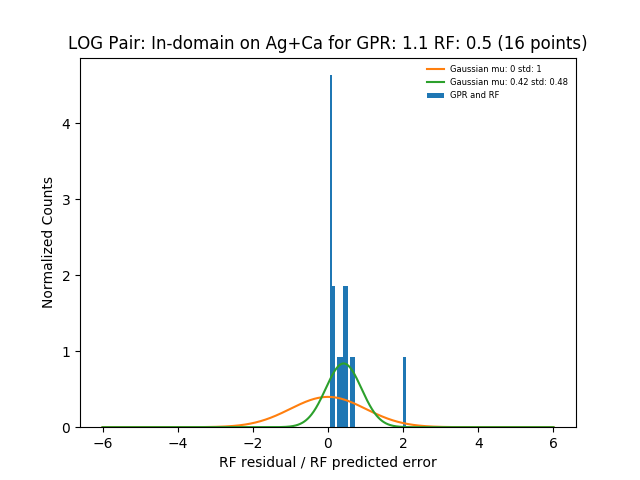 LOG Pair: In-domain on Ag+Ca for GPR: 1.1 RF: 0.5 (16 points)
Gaussian mu: 0 std: 1
Gaussian mu: 0.42 std: 0.48
GPR and RF
Normalized Counts
4
3
2
1
0
−6 −4 −2 0 2 4 6
RF residual / RF predicted error